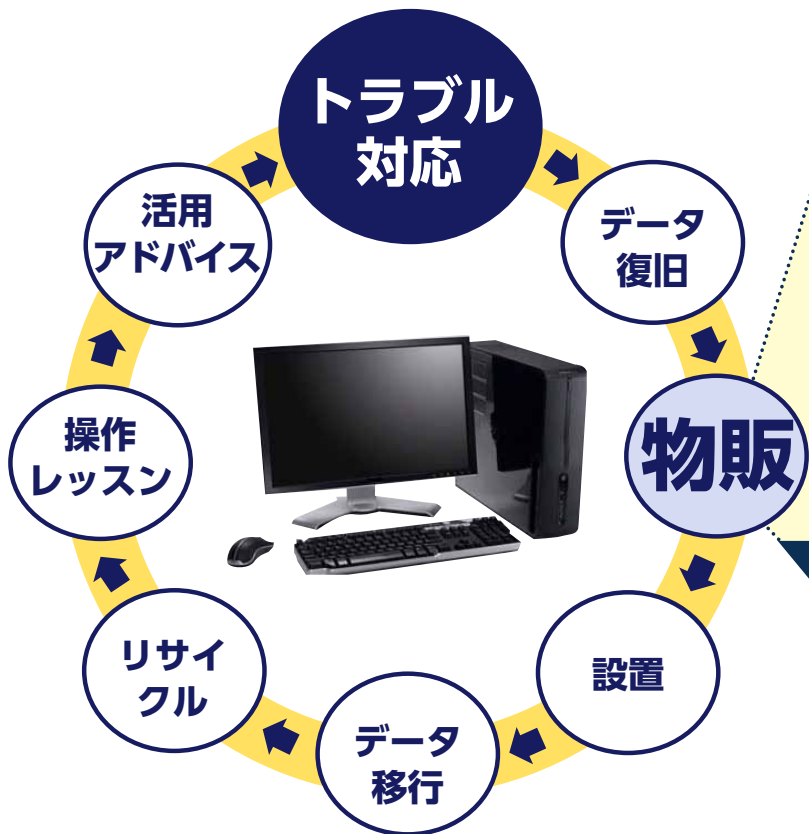 トラブル
対応
データ
復旧
物販
設置
データ
移行
リサイ
クル
操作
レッスン
活用
アドバイス